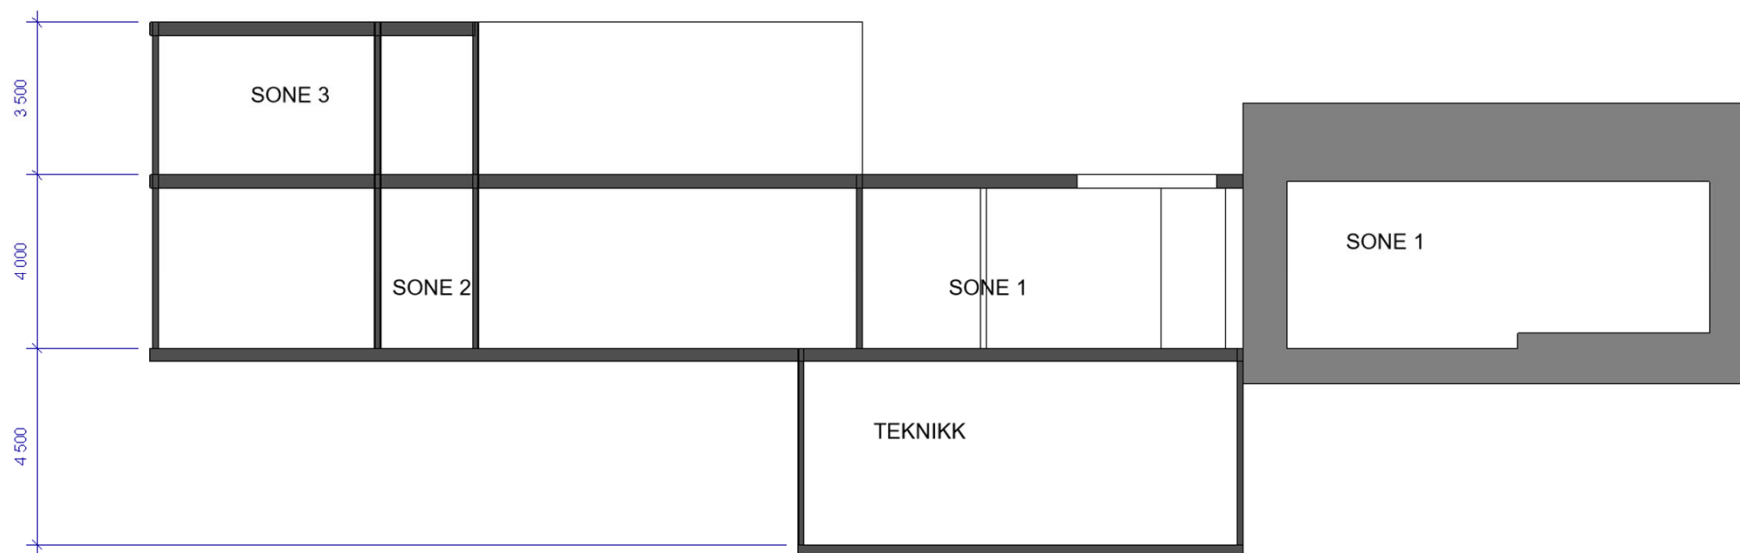 3 500
SONE 3
4 000
SONE 1
SONE 2
SONE 1
4 500
TEKNIKK